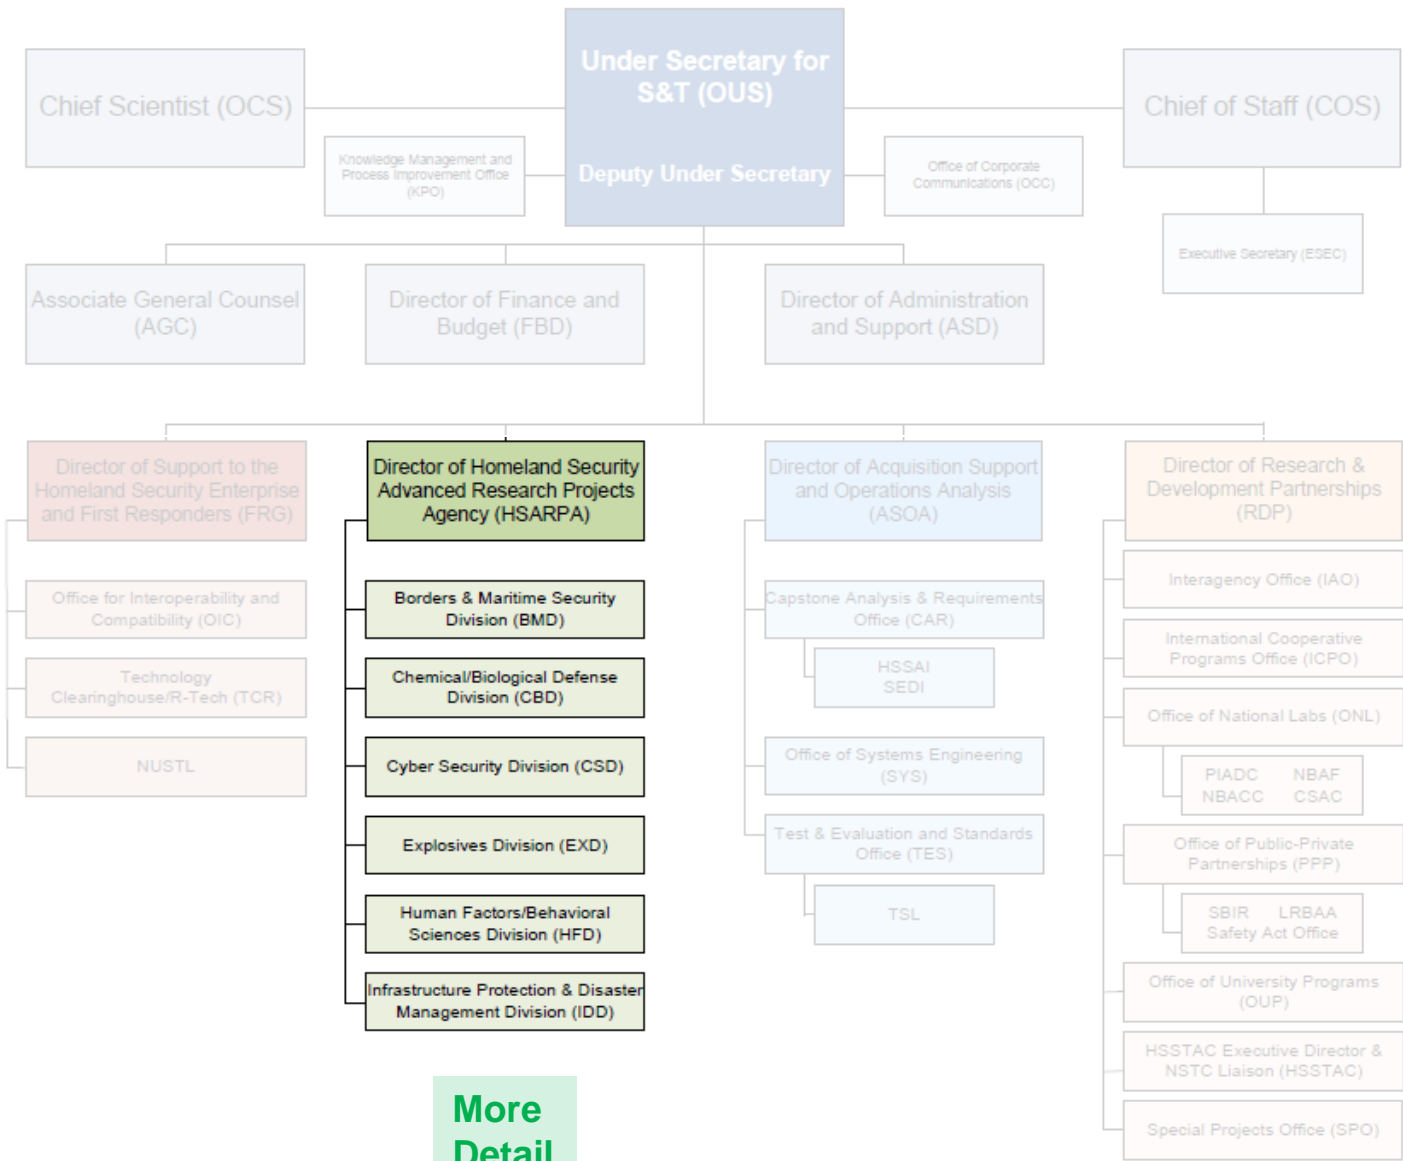 Under Secretary for
S&T (OUS)
Deputy Under Secretary
Chief Scientist (OCS)
Chief of Staff (COS)
Knowledge Management and
Process Improvement Office
(KPO)
Office of Corporate
Communications (OCC)
Executive Secretary (ESEC)
Associate General Counsel
(AGC)
Director of Finance and
Budget (FBD)
Director of Administration
and Support (ASD)
Director of Support to the
Homeland Security Enterprise
and First Responders (FRG)
Office for Interoperability and
Compatibility (OIC)
Technology
Clearinghouse/R-Tech (TCR)
NUSTL
Director of Homeland Security
Advanced Research Projects
Agency (HSARPA)
Borders & Maritime Security
Division (BMD)
Chemical/Biological Defense
Division (CBD)
Cyber Security Division (CSD)
Explosives Division (EXD)
Human Factors/Behavioral
Sciences Division (HFD)
Infrastructure Protection & Disaster
Management Division (IDD)
Director of Acquisition Support
and Operations Analysis
(ASOA)
Capstone Analysis & Requirements
Office (CAR)
HSSAI
SEDI
Office of Systems Engineering
(SYS)
Test & Evaluation and Standards
Office (TES)
TSL
Director of Research &
Development Partnerships
(RDP)
Interagency Office (IAO)
International Cooperative
Programs Office (ICPO)
Office of National Labs (ONL)
PIADC NBAF
NBACC CSAC
Office of Public-Private
Partnerships (PPP)
SBIR LRBAA
Safety Act Office
Office of University Programs
(OUP)
HSSTAC Executive Director &
NSTC Liaison (HSSTAC)
Special Projects Office (SPO)
More
Detail